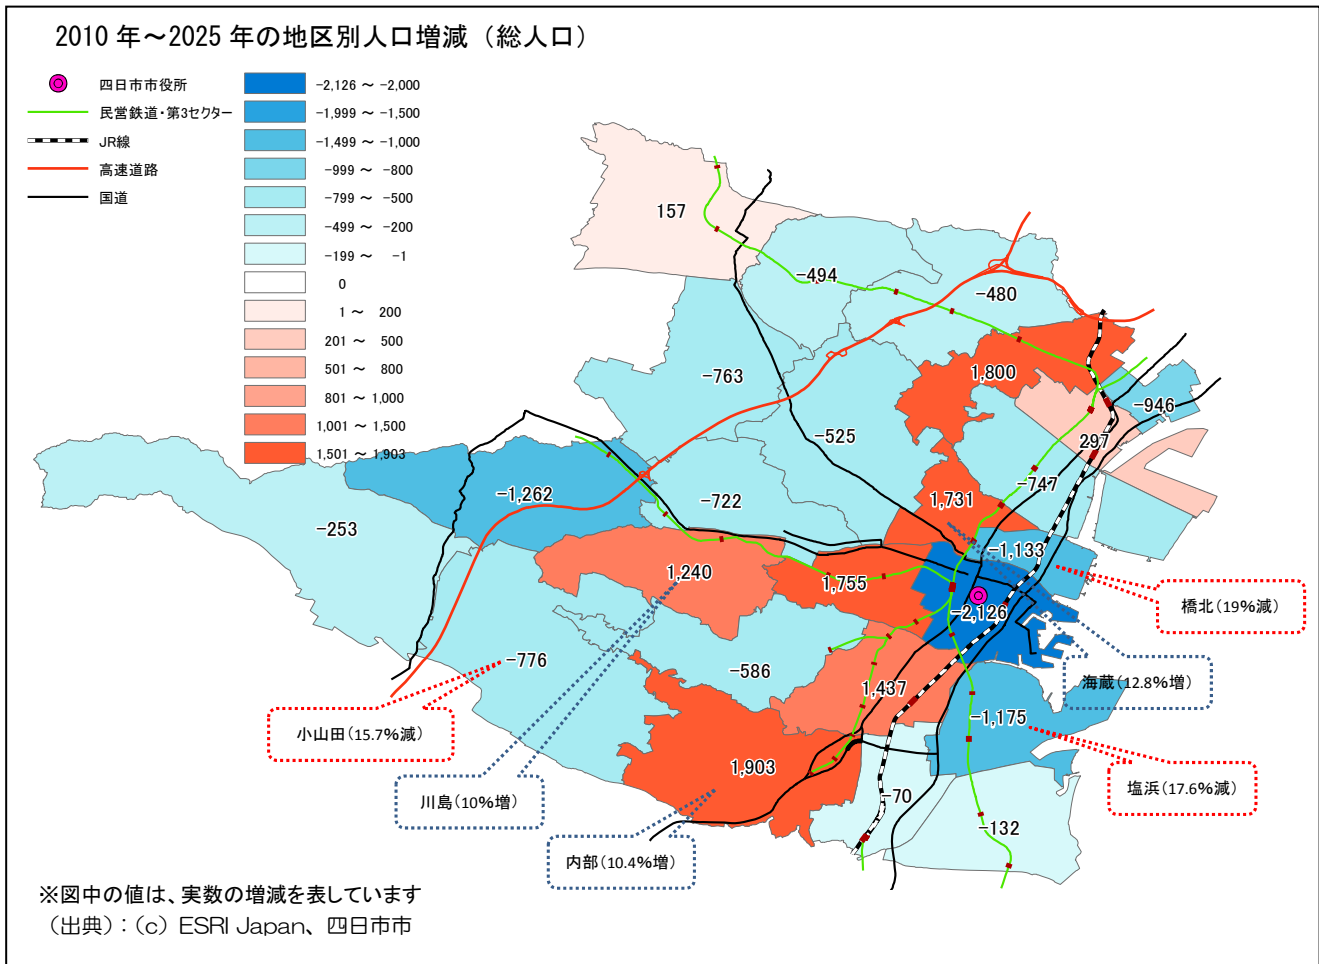 2010 年～2025 年の地区別人口増減（総人口）
四日市市役所
民営鉄道・第3セクター
JR線
高速道路
国道
-2,126 ～ -2,000
-1,999 ～ -1,500
-1,499 ～ -1,000
-999 ～ -800
-799 ～ -500
-499 ～ -200
-199 ～ -1
0
1 ～ 200
201 ～ 500
501 ～ 800
801 ～ 1,000
1,001 ～ 1,500
1,501 ～ 1,903
157
-494
-480
-763
1,800
-946
-525
297
-747
-1,262
-722
1,731
-253
-1,133
1,240
1,755
-2,126
橋北（19%減）
-776
-586
1,437
海蔵（12.8%増）
-1,175
小山田（15.7%減）
1,903
塩浜（17.6%減）
川島（10%増）
-70
-132
内部（10.4%増）
※図中の値は、実数の増減を表しています
（出典）：（c） ESRI Japan、四日市市